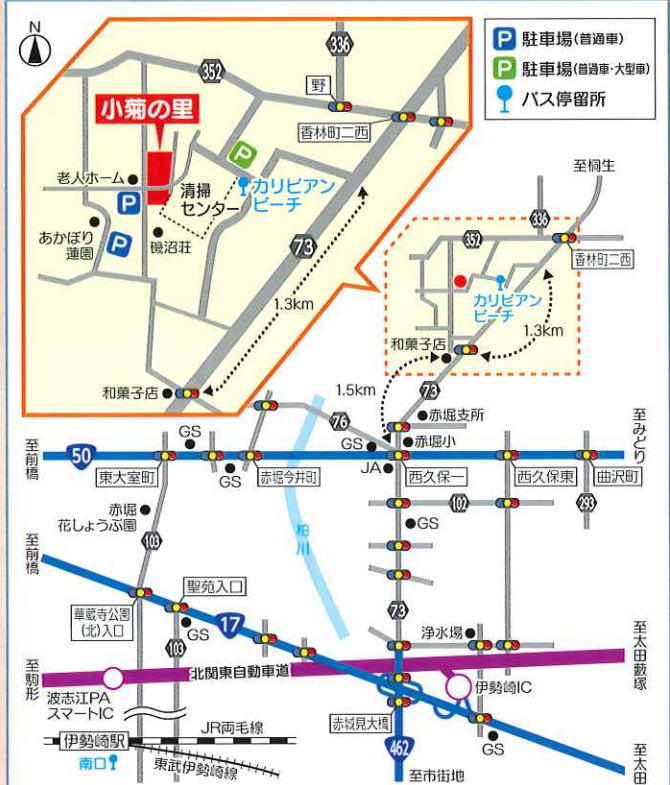 N
336
352
野
香林町二西
小菊の里
P
老人ホーム
P
清掃
センター
カリビアン
ビーチ
あかぼり
蓮園
P
磯沼荘
73
1.3km
和菓子店
P 駐車場(普通車)
P 駐車場(普通車・大型車)
バス停留所
至桐生
336
352
香林町二西
カリビアン
ビーチ
1.3km
和菓子店
1.5km
73
76
赤堀支所
赤堀小
至みどり
至前橋
50
GS
GS
GS
JA
東大室町
赤堀今井町
西久保一
西久保東
曲沢町
102
293
GS
赤堀
花しょうぶ園
103
粕川
至前橋
聖苑入口
華蔵寺公園
(北)入口
17
GS
103
73
浄水場
至太田藪塚
至駒形
北関東自動車道
波志江PA
スマートIC
伊勢崎IC
赤城見大橋
GS
伊勢崎駅
JR両毛線
南口
東武伊勢崎線
462
至市街地
至太田